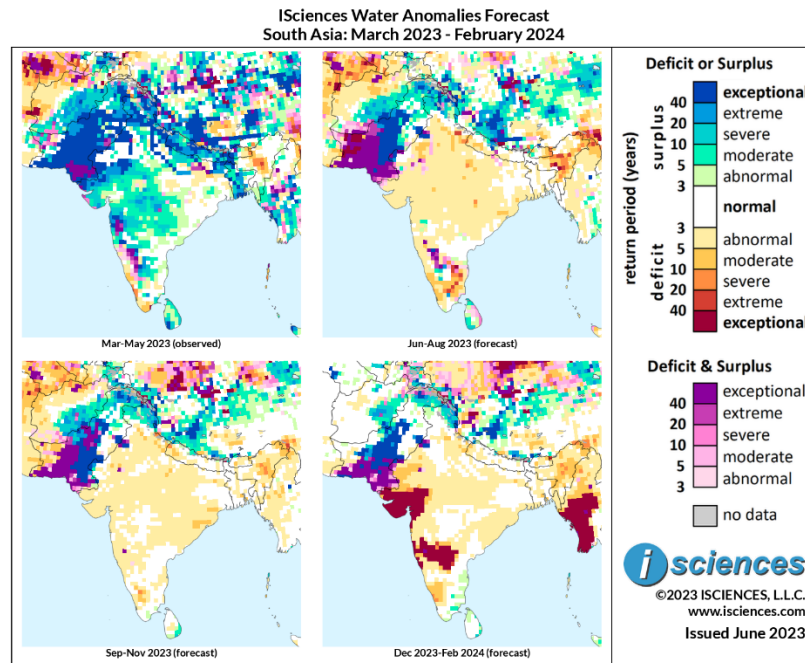 ISciences Water Anomalies Forecast
South Asia: March 2023 - February 2024
Mar-May 2023 (observed)
Jun-Aug 2023 (forecast)
Sep-Nov 2023 (forecast)
Dec 2023-Feb 2024 (forecast)
Deficit or Surplus
return period (years)
surplus
deficit
40
20
10
5
3
3
5
10
20
40
exceptional
extreme
severe
moderate
abnormal
normal
abnormal
moderate
severe
extreme
exceptional
Deficit & Surplus
40
20
10
5
3
exceptional
extreme
severe
moderate
abnormal
no data
i sciences
©2023 ISCIENCES, L.L.C.
www.isciences.com
Issued June 2023